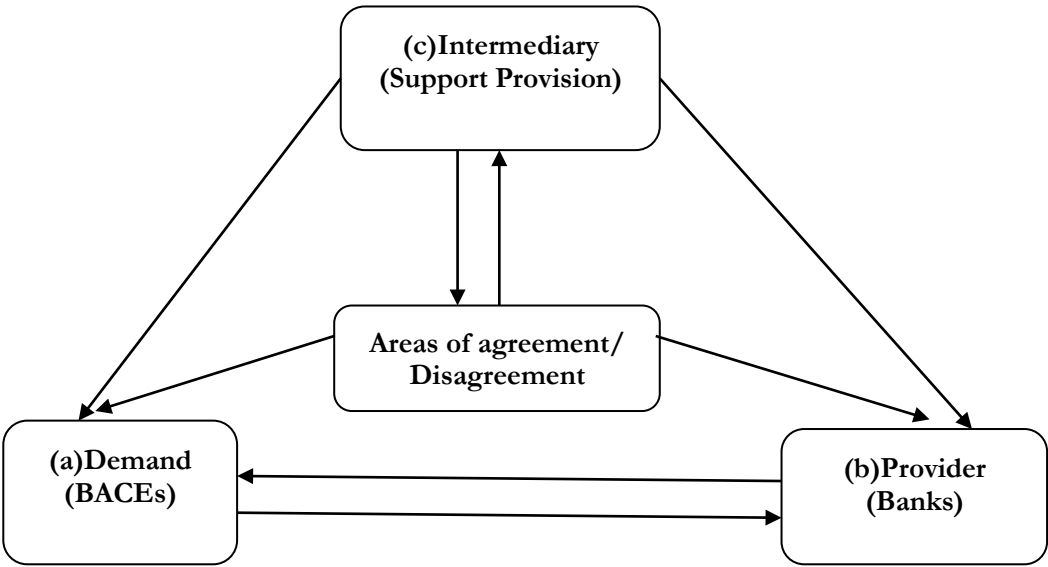 (c)Intermediary
(Support Provision)
Areas of agreement/
Disagreement
(a)Demand
(BACEs)
(b)Provider
(Banks)